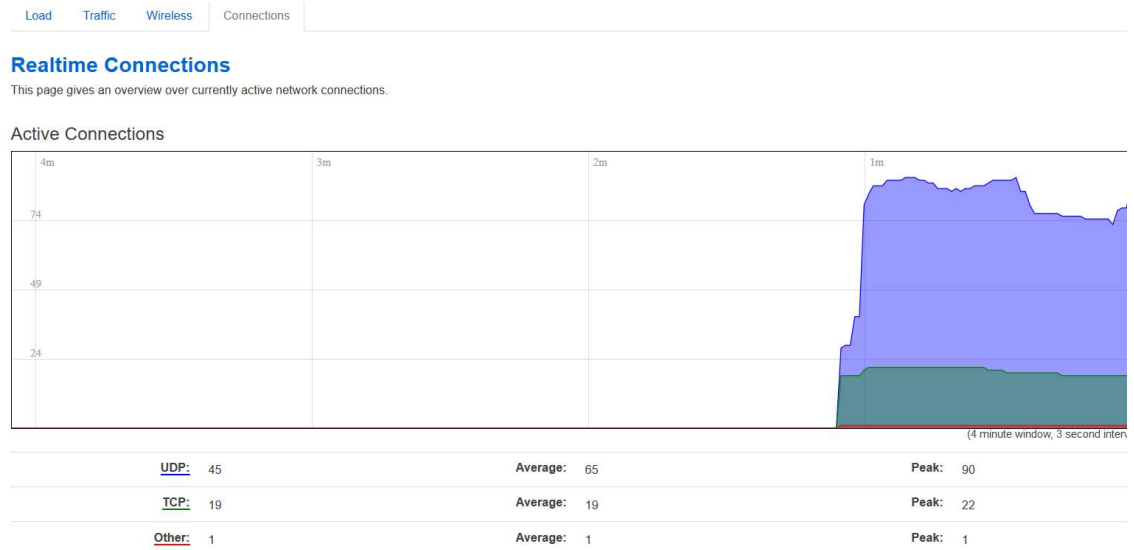 Load Traffic Wireless Connections
Realtime Connections
This page gives an overview over currently active network connections.
Active Connections
4m 3m 2m 1m
74
49
24
(4 minute window, 3 second interv
UDP: 45 Average: 65 Peak: 90
TCP: 19 Average: 19 Peak: 22
Other: 1 Average: 1 Peak: 1